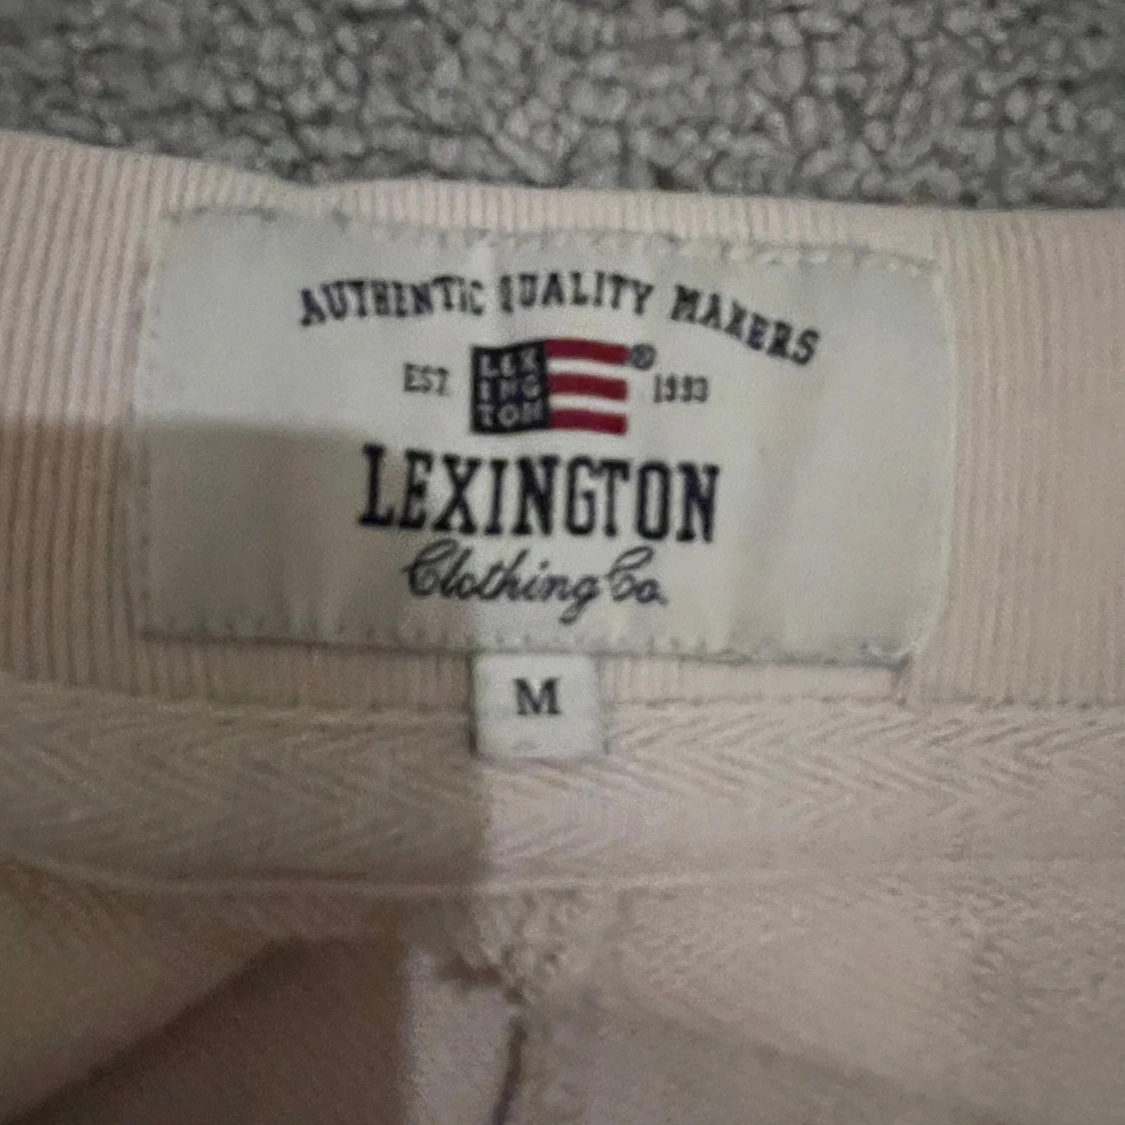 AUTHENTIC QUALITY MAKERS
EST. LEX ® 1993
ING
TON
LEXINGTON
Clothing Co.
M